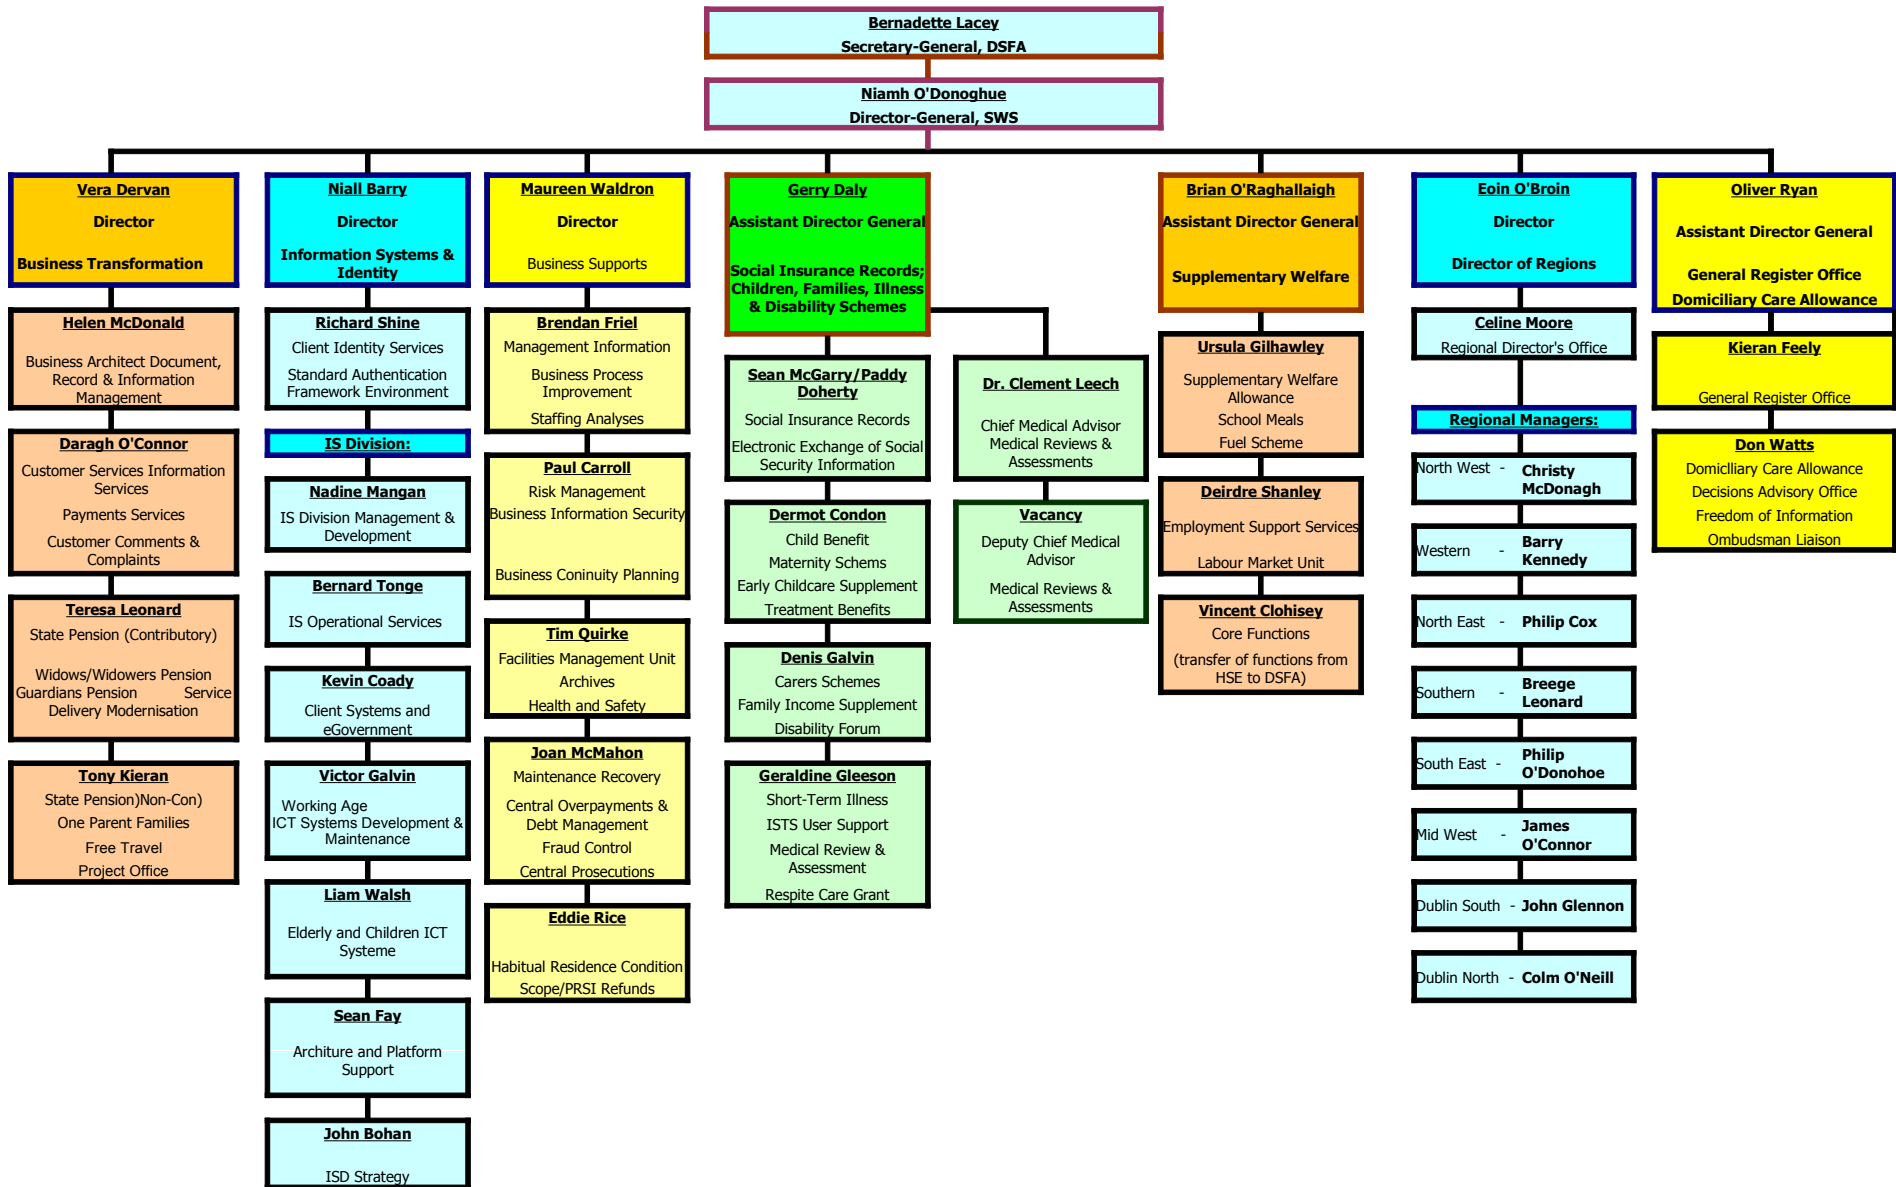 Bernadette Lacey
Secretary-General, DSFA
Niamh O'Donoghue
Director-General, SWS
Vera Dervan
Director
Business Transformation
Helen McDonald
Business Architect Document,
Record & Information
Management
Daragh O'Connor
Customer Services Information
Services
Payments Services
Customer Comments &
Complaints
Teresa Leonard
State Pension (Contributory)
Widows/Widowers Pension
Guardians Pension Service
Delivery Modernisation
Tony Kieran
State Pension)Non-Con)
One Parent Families
Free Travel
Project Office
Niall Barry
Director
Information Systems &
Identity
Richard Shine
Client Identity Services
Standard Authentication
Framework Environment
IS Division:
Nadine Mangan
IS Division Management &
Development
Bernard Tonge
IS Operational Services
Kevin Coady
Client Systems and
eGovernment
Victor Galvin
Working Age
ICT Systems Development &
Maintenance
Liam Walsh
Elderly and Children ICT
Systeme
Sean Fay
Architure and Platform
Support
John Bohan
ISD Strategy
Maureen Waldron
Director
Business Supports
Brendan Friel
Management Information
Business Process
Improvement
Staffing Analyses
Paul Carroll
Risk Management
Business Information Security
Business Coninuity Planning
Tim Quirke
Facilities Management Unit
Archives
Health and Safety
Joan McMahon
Maintenance Recovery
Central Overpayments &
Debt Management
Fraud Control
Central Prosecutions
Eddie Rice
Habitual Residence Condition
Scope/PRSI Refunds
Gerry Daly
Assistant Director General
Social Insurance Records;
Children, Families, Illness
& Disability Schemes
Sean McGarry/Paddy
Doherty
Social Insurance Records
Electronic Exchange of Social
Security Information
Dermot Condon
Child Benefit
Maternity Schems
Early Childcare Supplement
Treatment Benefits
Denis Galvin
Carers Schemes
Family Income Supplement
Disability Forum
Geraldine Gleeson
Short-Term Illness
ISTS User Support
Medical Review &
Assessment
Respite Care Grant
Dr. Clement Leech
Chief Medical Advisor
Medical Reviews &
Assessments
Vacancy
Deputy Chief Medical
Advisor
Medical Reviews &
Assessments
Brian O'Raghallaigh
Assistant Director General
Supplementary Welfare
Ursula Gilhawley
Supplementary Welfare
Allowance
School Meals
Fuel Scheme
Deirdre Shanley
Employment Support Services
Labour Market Unit
Vincent Clohisey
Core Functions
(transfer of functions from
HSE to DSFA)
Eoin O'Broin
Director
Director of Regions
Celine Moore
Regional Director's Office
Regional Managers:
North West - Christy
McDonagh
Western - Barry
Kennedy
North East - Philip Cox
Southern - Breege
Leonard
South East - Philip
O'Donohoe
Mid West - James
O'Connor
Dublin South - John Glennon
Dublin North - Colm O'Neill
Oliver Ryan
Assistant Director General
General Register Office
Domiciliary Care Allowance
Kieran Feely
General Register Office
Don Watts
Domiclliary Care Allowance
Decisions Advisory Office
Freedom of Information
Ombudsman Liaison